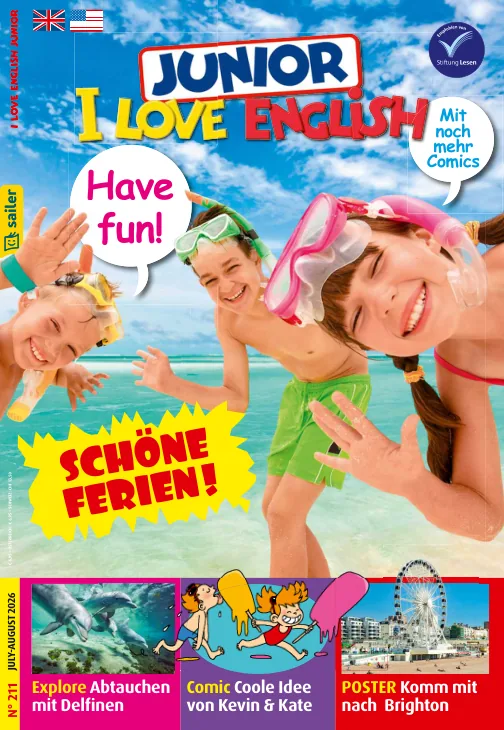 I LOVE ENGLISH JUNIOR
Empfohlen von
Stiftung Lesen
JUNIOR
I LOVE ENGLISH
Mit
noch
mehr
Comics
sailer
Have
fun!
SCHÖNE
FERIEN!
N° 211 JULY-AUGUST 2026
Explore Abtauchen
mit Delfinen
Comic Coole Idee
von Kevin & Kate
POSTER Komm mit
nach Brighton